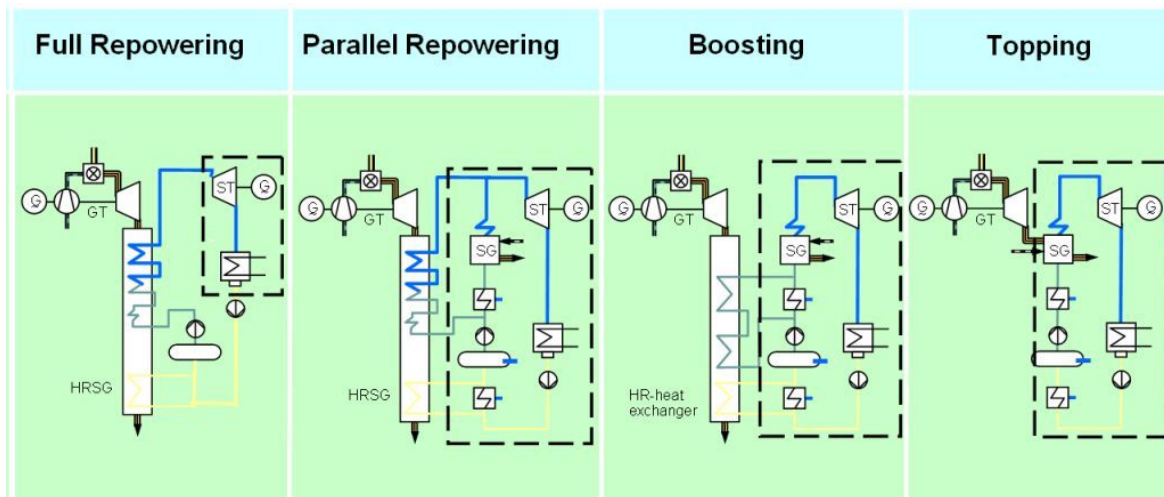 Full Repowering
Parallel Repowering
Boosting
Topping
G
GT
ST
G
HRSG
G
GT
ST
G
SG
HRSG
G
GT
ST
G
SG
HR-heat
exchanger
G
GT
ST
G
SG